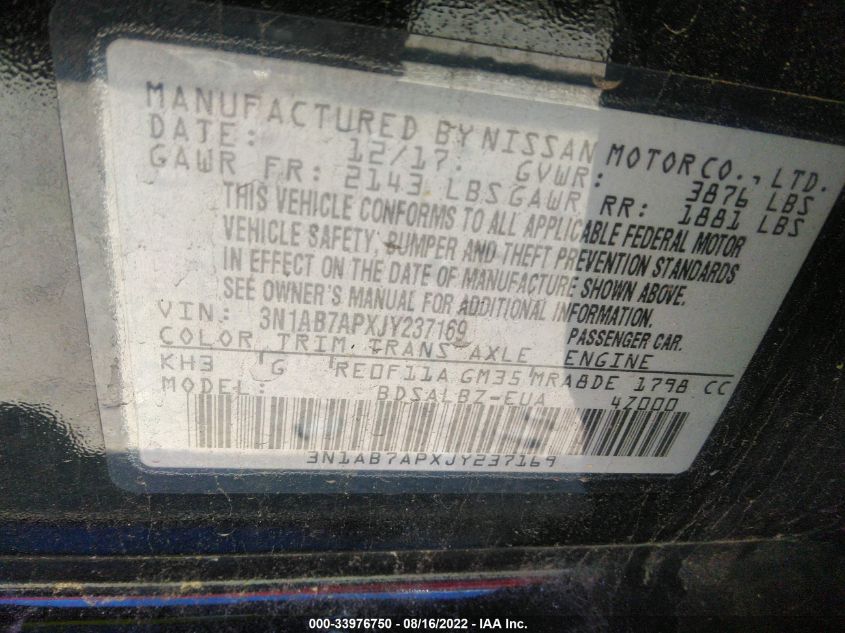 MANUFACTURED BY NISSAN MOTOR CO., LTD.
DATE: 12/17 GVWR: 3876 LBS
GAWR FR: 2143 LBS GAWR RR: 1881 LBS
THIS VEHICLE CONFORMS TO ALL APPLICABLE FEDERAL MOTOR
VEHICLE SAFETY, BUMPER AND THEFT PREVENTION STANDARDS
IN EFFECT ON THE DATE OF MANUFACTURE SHOWN ABOVE.
SEE OWNER'S MANUAL FOR ADDITIONAL INFORMATION.
VIN: 3N1AB7APXJY237169 PASSENGER CAR.
COLOR TRIM TRANS AXLE ENGINE
KH3 G RE0F11A GM35 MRA8DE 1798 CC
MODEL: BDSALBZ-EUA 4Z000
3N1AB7APXJY237169
000-33976750 - 08/16/2022 - IAA Inc.